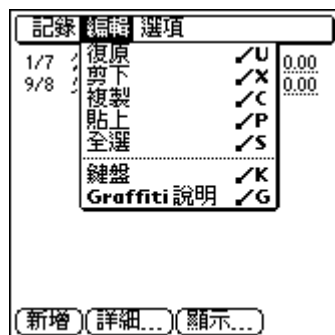 記錄 編輯 選項
復原 ／U
剪下 ／X
複製 ／C
貼上 ／P
全選 ／S
鍵盤 ／K
Graffiti 說明 ／G
1/7 0.00
9/8 0.00
新增 詳細... 顯示...